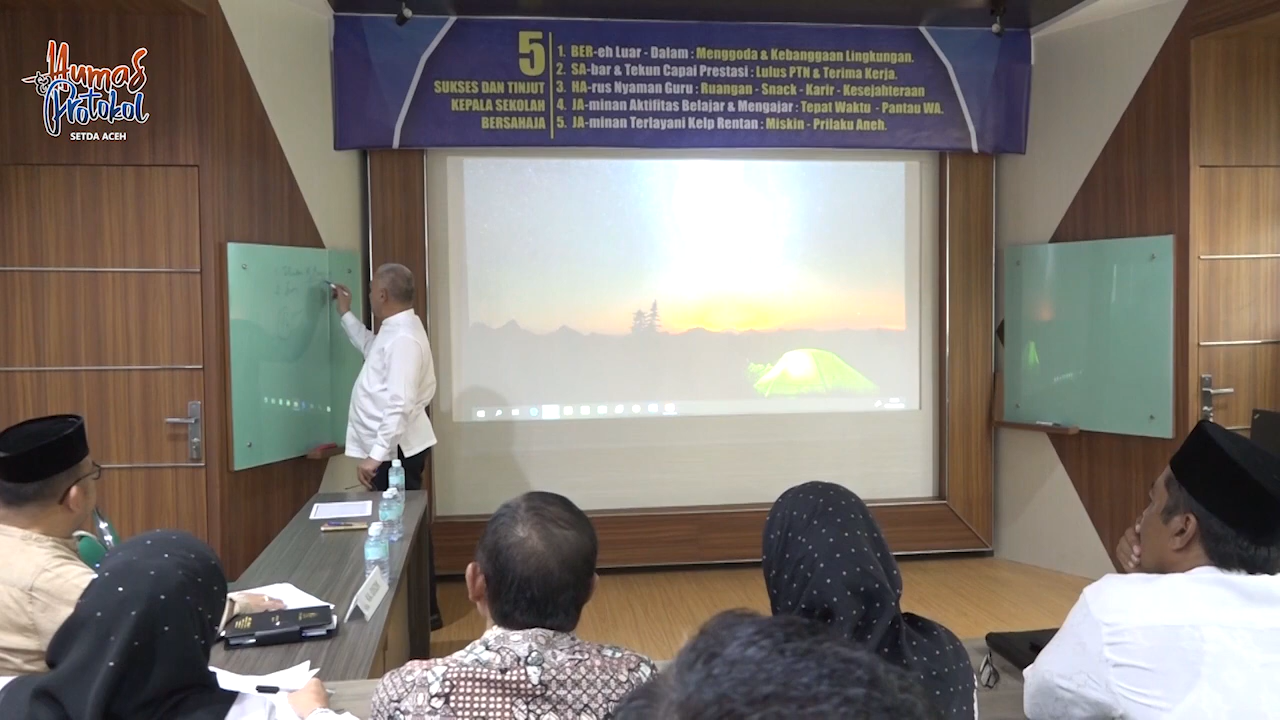 Humas
& Protokol
SETDA ACEH
5
SUKSES DAN TINJUT
KEPALA SEKOLAH
BERSAHAJA
1. BER-eh Luar - Dalam : Menggoda & Kebanggaan Lingkungan.
2. SA-bar & Tekun Capai Prestasi : Lulus PTN & Terima Kerja.
3. HA-rus Nyaman Guru : Ruangan - Snack - Karir - Kesejahteraan
4. JA-minan Aktifitas Belajar & Mengajar : Tepat Waktu - Pantau WA.
5. JA-minan Terlayani Kelp Rentan : Miskin - Prilaku Aneh.